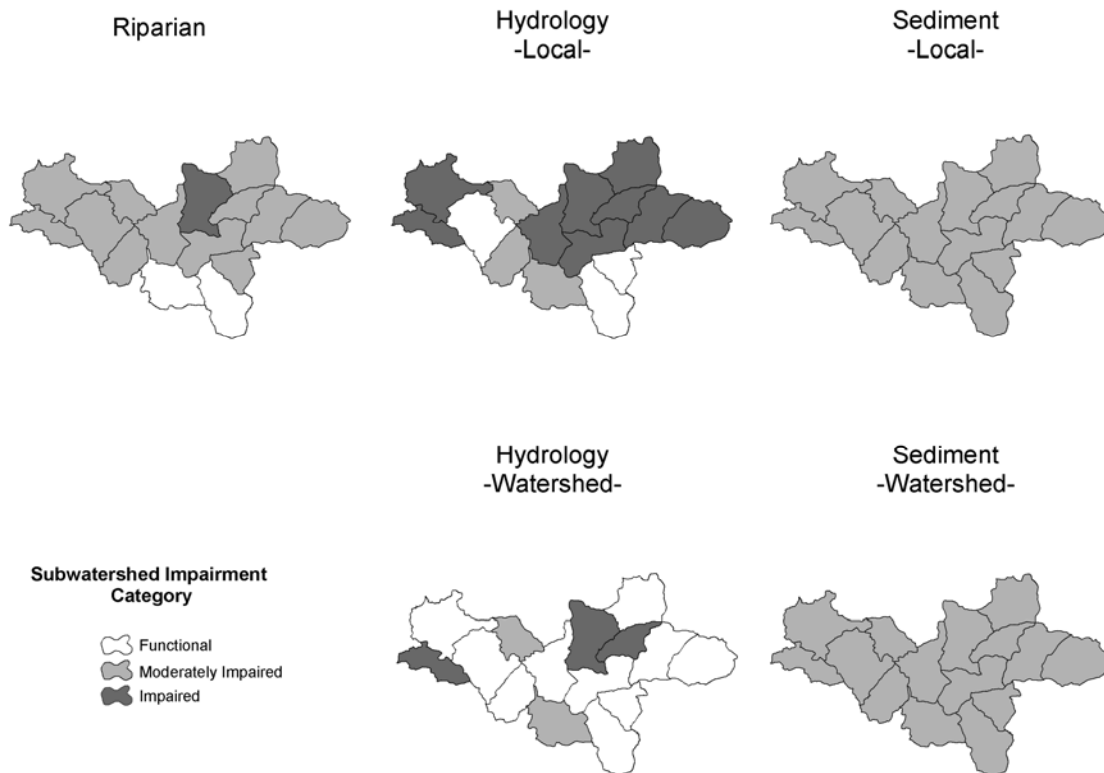 Riparian
Hydrology
-Local-
Sediment
-Local-
Hydrology
-Watershed-
Sediment
-Watershed-
Subwatershed Impairment
Category
Functional
Moderately Impaired
Impaired